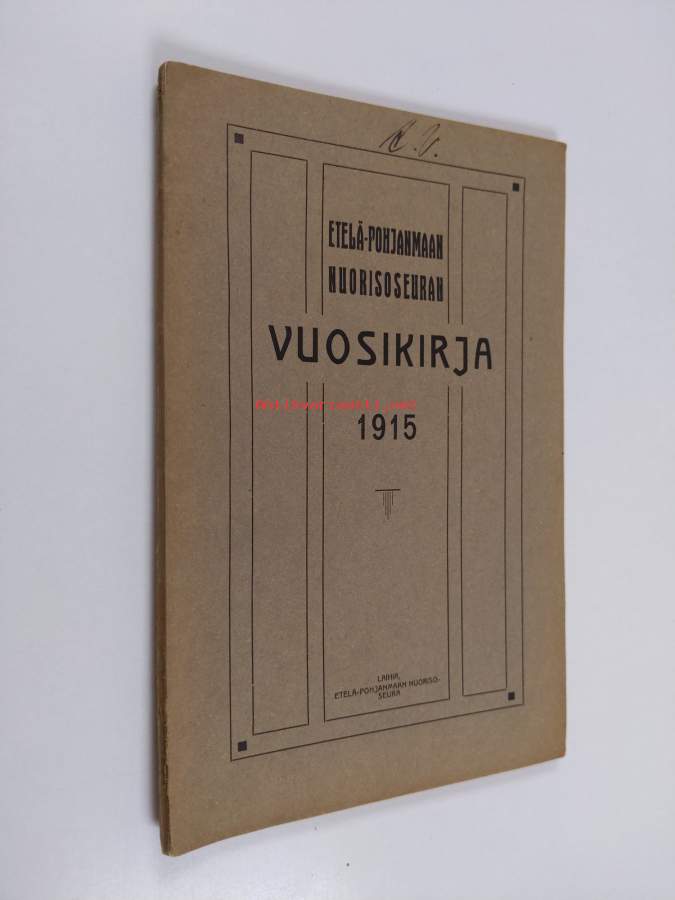 K. V.
ETELÄ-POHJANMAAN
NUORISOSEURAN
VUOSIKIRJA
1915
LAIHIA,
ETELÄ-POHJANMAAN NUORISO-
SEURA